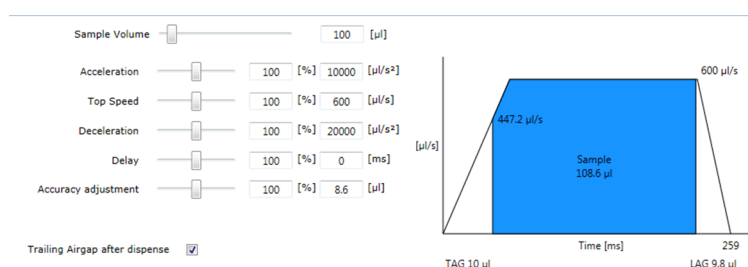 Sample Volume 100 [µl]
Acceleration 100 [%] 10000 [µl/s²]
Top Speed 100 [%] 600 [µl/s]
Deceleration 100 [%] 20000 [µl/s²]
Delay 100 [%] 0 [ms]
Accuracy adjustment 100 [%] 8.6 [µl]
Trailing Airgap after dispense
600 µl/s
447.2 µl/s
[µl/s]
Sample
108.6 µl
Time [ms] 259
TAG 10 µl LAG 9.8 µl